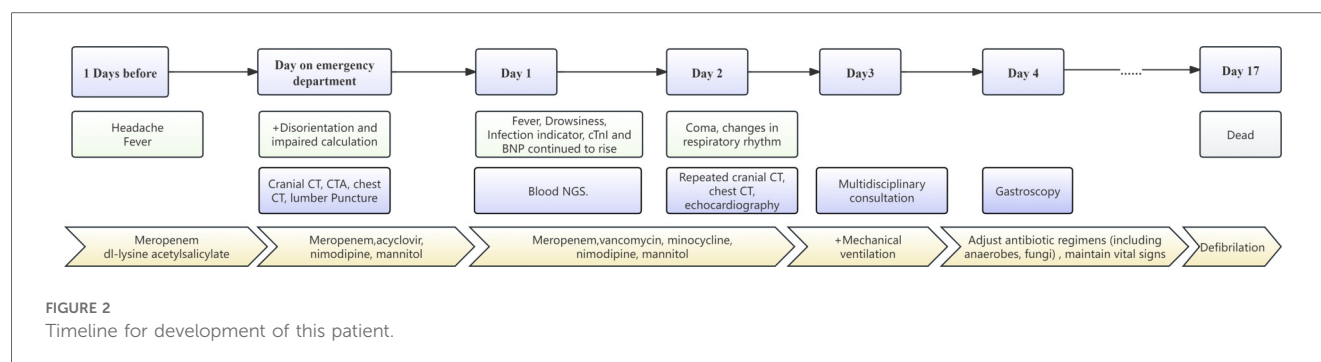 1 Days before
Day on emergency
department
Day 1
Day 2
Day3
Day 4
......
Day 17
Headache
Fever
+Disorientation and
impaired calculation
Fever, Drowsiness,
Infection indicator, cTnI and
BNP continued to rise
Coma, changes in
respiratory rhythm
Dead
Cranial CT, CTA, chest
CT, lumber Puncture
Blood NGS.
Repeated cranial CT,
chest CT,
echocardiography
Multidisciplinary
consultation
Gastroscopy
Meropenem
dl-lysine acetylsalicylate
Meropenem,acyclovir,
nimodipine, mannitol
Meropenem,vancomycin, minocycline,
nimodipine, mannitol
+Mechanical
ventilation
Adjust antibiotic regimens (including
anaerobes, fungi) , maintain vital signs
Defibrilation
FIGURE 2
Timeline for development of this patient.